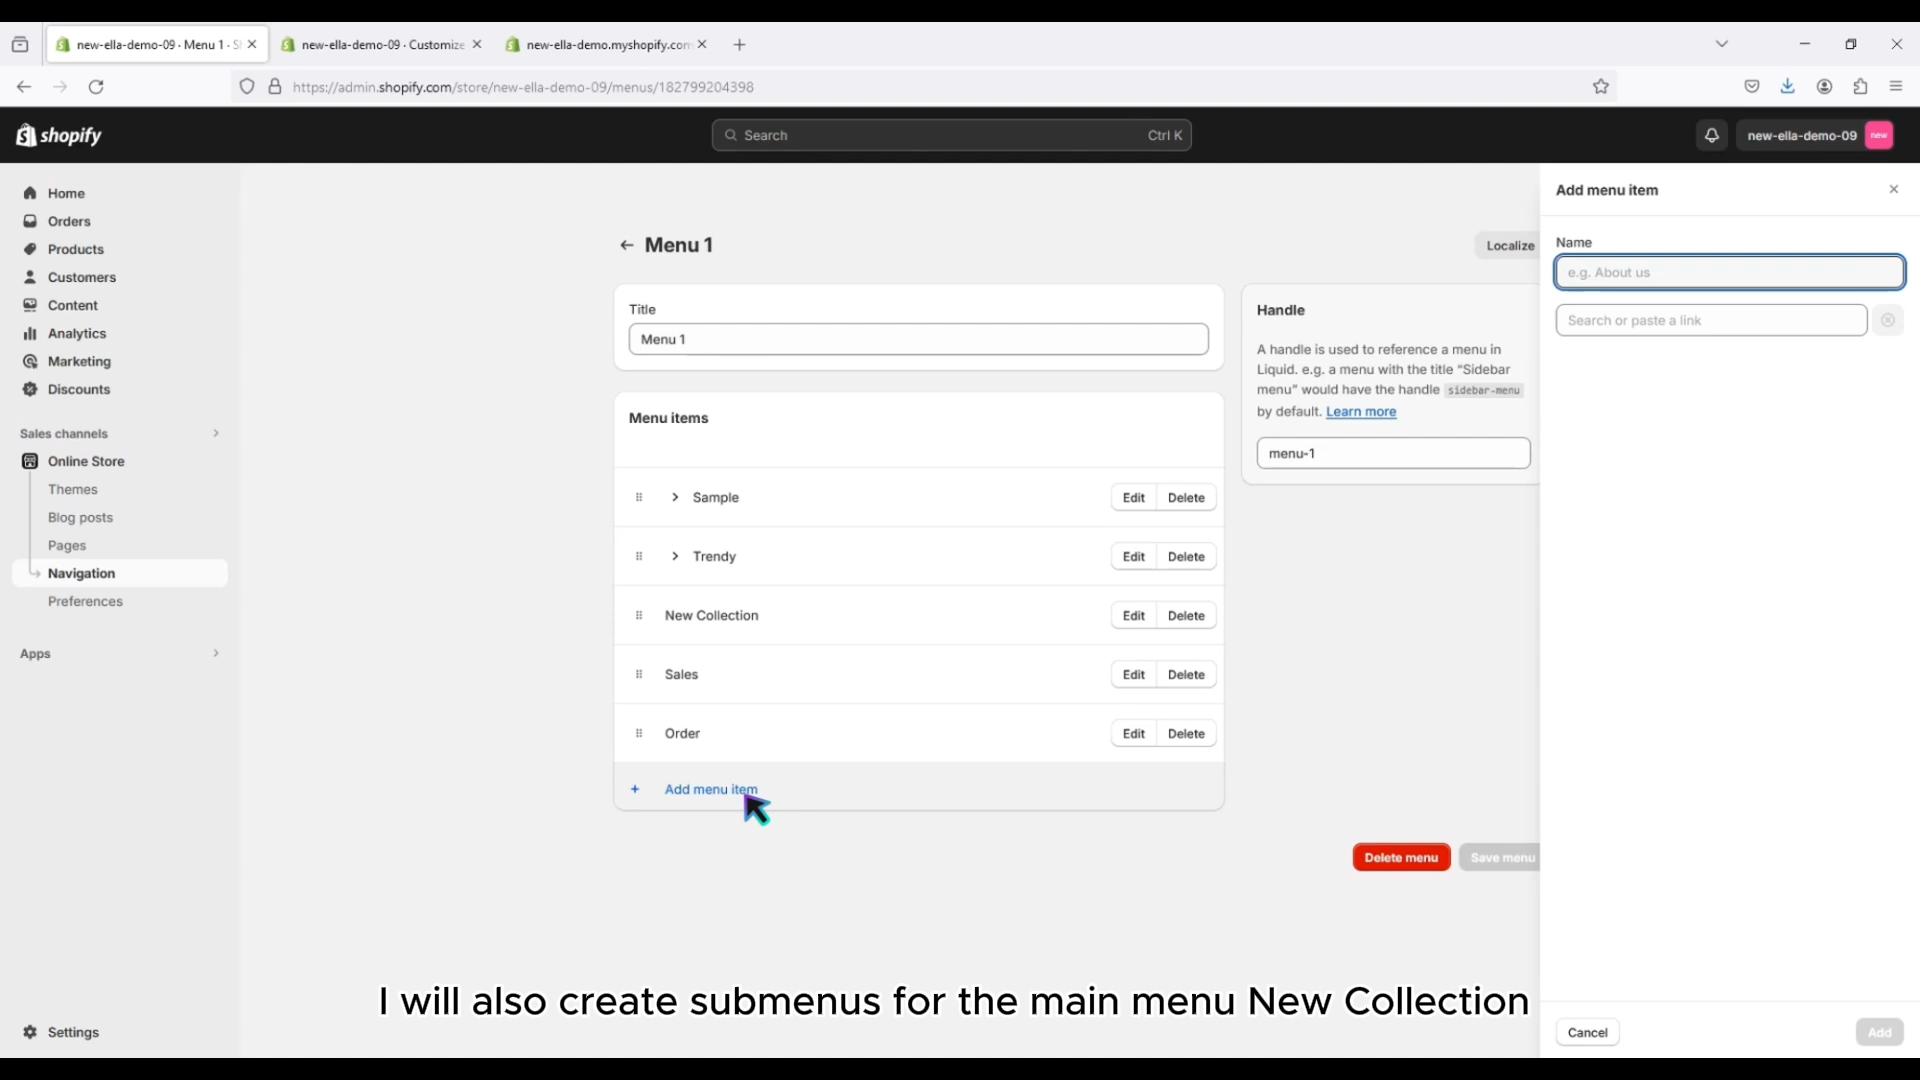 new-ella-demo-09 · Menu 1 · S
new-ella-demo-09 · Customize
new-ella-demo.myshopify.com
https://admin.shopify.com/store/new-ella-demo-09/menus/182799204398
shopify
Search
Ctrl K
new-ella-demo-09
new
Home
Orders
Products
Customers
Content
Analytics
Marketing
Discounts
Sales channels
Online Store
Themes
Blog posts
Pages
Navigation
Preferences
Apps
Settings
Menu 1
Localize
Title
Menu 1
Menu items
Sample
Edit
Delete
Trendy
Edit
Delete
New Collection
Edit
Delete
Sales
Edit
Delete
Order
Edit
Delete
+ Add menu item
Handle
A handle is used to reference a menu in
Liquid. e.g. a menu with the title “Sidebar
menu” would have the handle sidebar-menu
by default. Learn more
menu-1
Delete menu
Save menu
Add menu item
Name
e.g. About us
Search or paste a link
Cancel
Add
I will also create submenus for the main menu New Collection